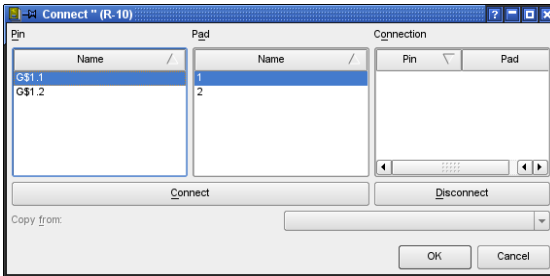 Connect '' (R-10)
Pin Pad Connection
Name Name Pin Pad
G$1.1 1
G$1.2 2
Connect Disconnect
Copy from:
OK Cancel